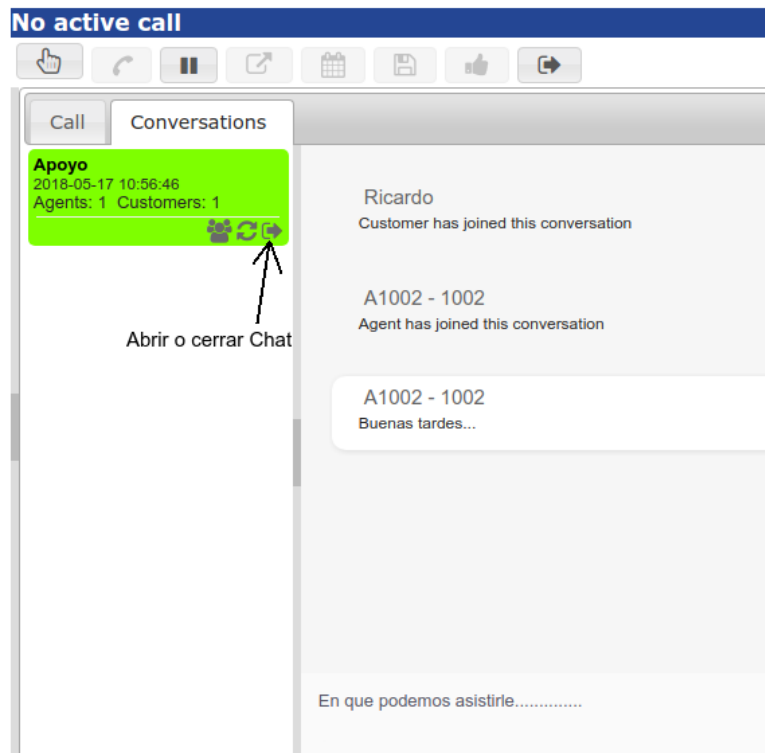 No active call
Call
Conversations
Apoyo
2018-05-17 10:56:46
Agents: 1 Customers: 1
Abrir o cerrar Chat
Ricardo
Customer has joined this conversation
A1002 - 1002
Agent has joined this conversation
A1002 - 1002
Buenas tardes...
En que podemos asistirle..............